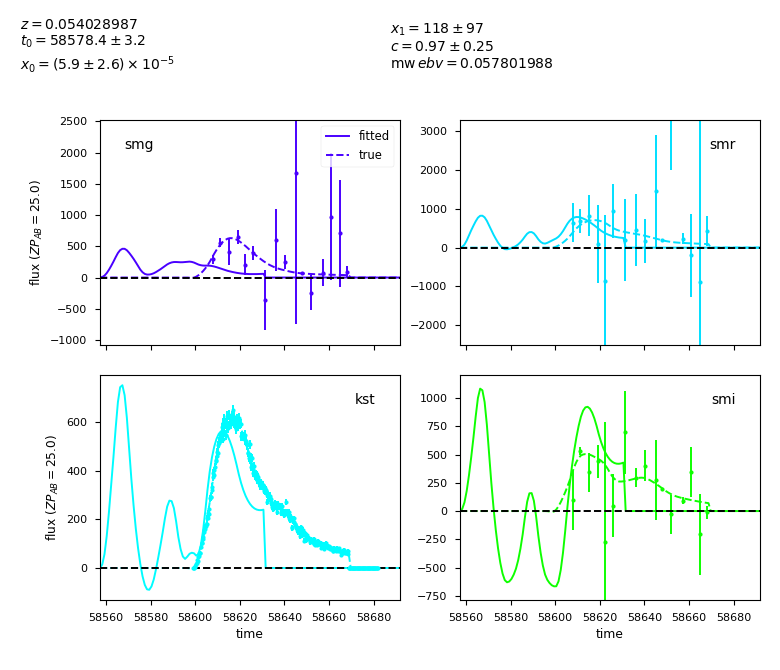 z = 0.054028987
t₀ = 58578.4 ± 3.2
x₀ = (5.9 ± 2.6) × 10⁻⁵
x₁ = 118 ± 97
c = 0.97 ± 0.25
mw ebv = 0.057801988
smg
fitted
true
2500
2000
1500
1000
500
0
−500
−1000
flux (ZP_AB = 25.0)
smr
3000
2000
1000
0
−1000
−2000
kst
600
400
200
0
flux (ZP_AB = 25.0)
58560 58580 58600 58620 58640 58660 58680
time
smi
1000
750
500
250
0
−250
−500
−750
58560 58580 58600 58620 58640 58660 58680
time